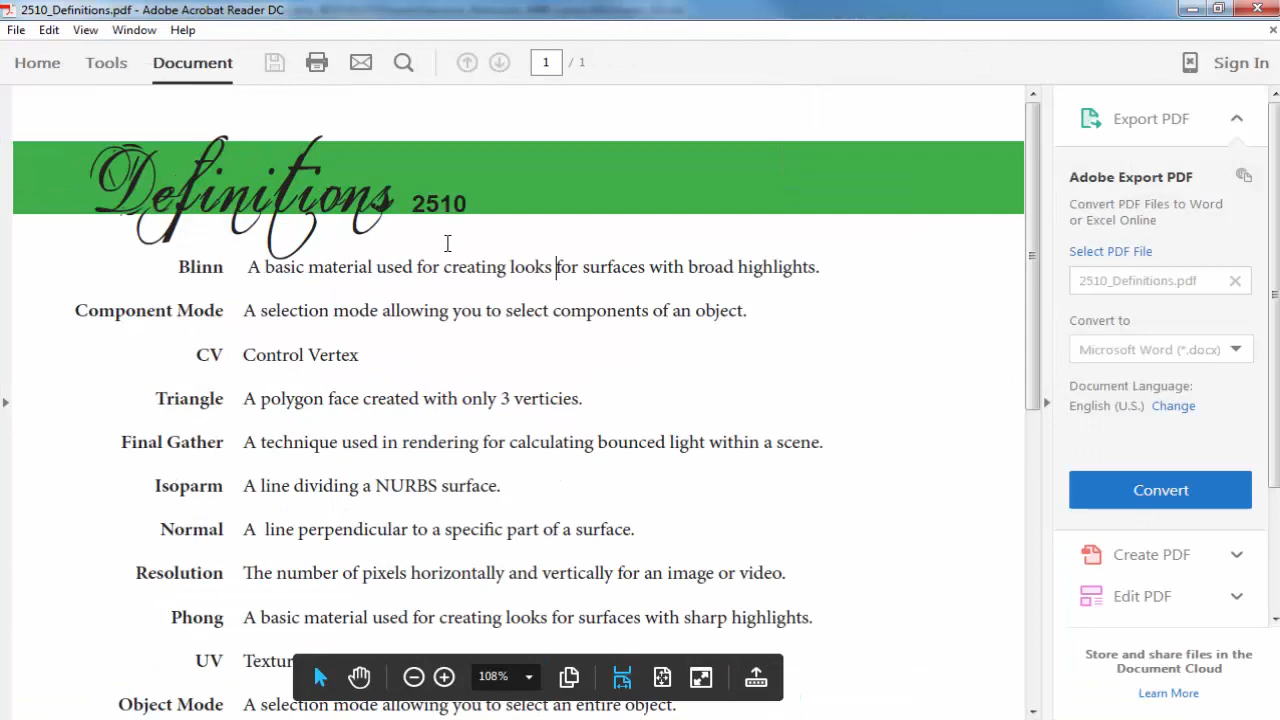 2510_Definitions.pdf - Adobe Acrobat Reader DC
File Edit View Window Help
Home Tools Document 1 / 1 Sign In
Definitions 2510
Blinn A basic material used for creating looks for surfaces with broad highlights.
Component Mode A selection mode allowing you to select components of an object.
CV Control Vertex
Triangle A polygon face created with only 3 verticies.
Final Gather A technique used in rendering for calculating bounced light within a scene.
Isoparm A line dividing a NURBS surface.
Normal A line perpendicular to a specific part of a surface.
Resolution The number of pixels horizontally and vertically for an image or video.
Phong A basic material used for creating looks for surfaces with sharp highlights.
UV
108%
Object Mode A selection mode allowing you to select an entire object.
Export PDF
Adobe Export PDF
Convert PDF Files to Word
or Excel Online
Select PDF File
2510_Definitions.pdf
Convert to
Microsoft Word (*.docx)
Document Language:
English (U.S.) Change
Convert
Create PDF
Edit PDF
Store and share files in the
Document Cloud
Learn More